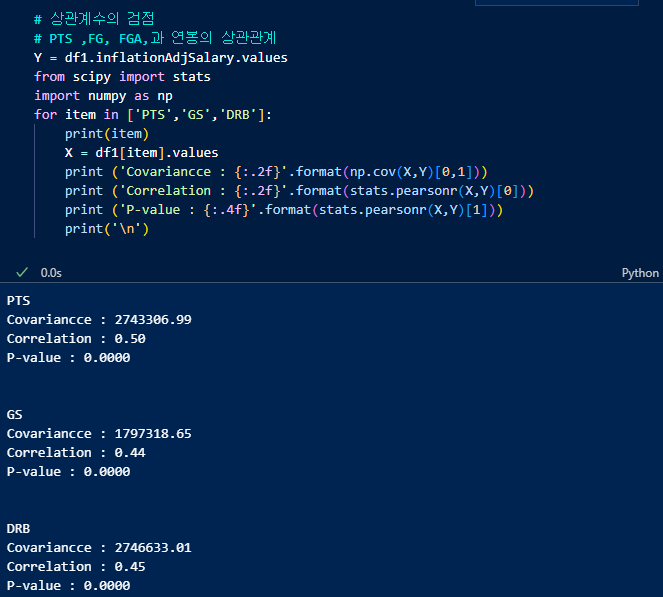 # 상관계수의 검점
# PTS ,FG, FGA,과 연봉의 상관관계
Y = df1.inflationAdjSalary.values
from scipy import stats
import numpy as np
for item in ['PTS','GS','DRB']:
    print(item)
    X = df1[item].values
    print ('Covariancce : {:.2f}'.format(np.cov(X,Y)[0,1]))
    print ('Correlation : {:.2f}'.format(stats.pearsonr(X,Y)[0]))
    print ('P-value : {:.4f}'.format(stats.pearsonr(X,Y)[1]))
    print('\n')
✓ 0.0s Python
PTS
Covariancce : 2743306.99
Correlation : 0.50
P-value : 0.0000
GS
Covariancce : 1797318.65
Correlation : 0.44
P-value : 0.0000
DRB
Covariancce : 2746633.01
Correlation : 0.45
P-value : 0.0000